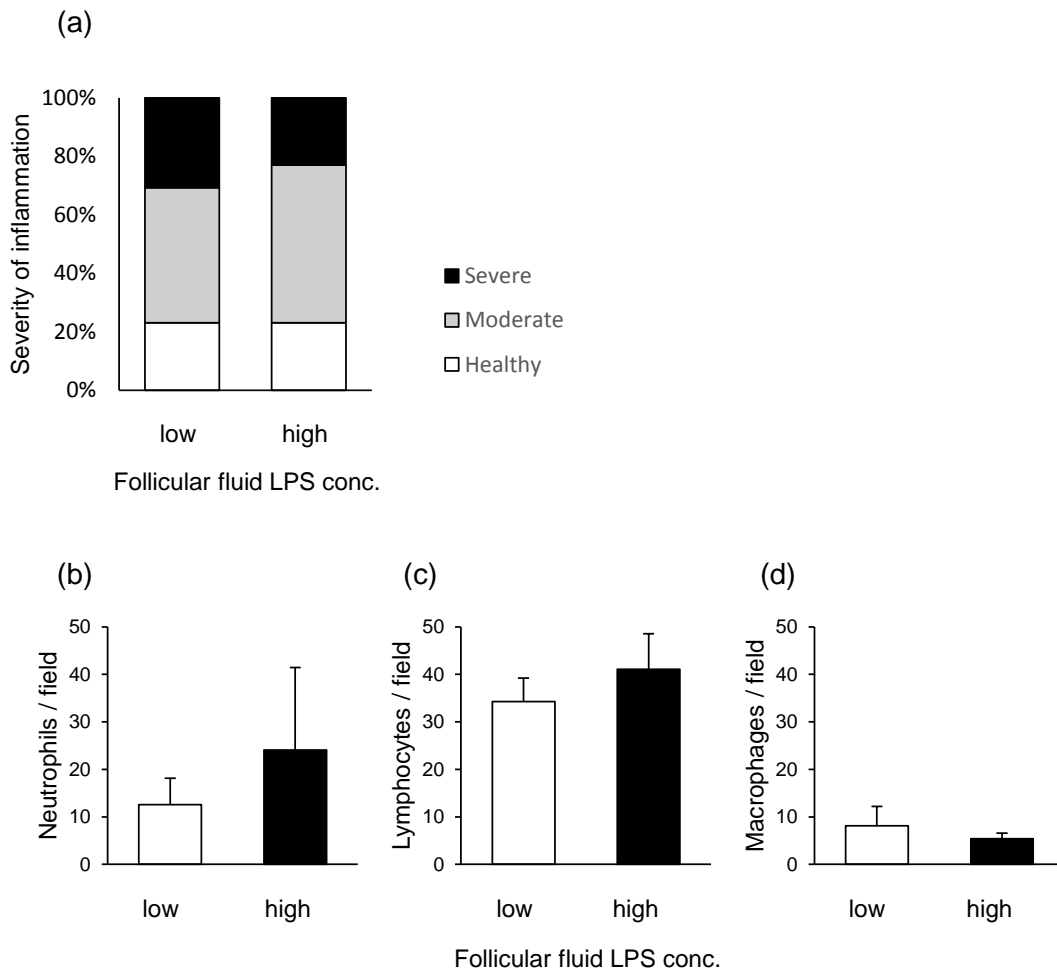 (a)
Severity of inflammation
100%
80%
60%
40%
20%
0%
low high
Follicular fluid LPS conc.
Severe
Moderate
Healthy
(b)
Neutrophils / field
50
40
30
20
10
0
low high
(c)
Lymphocytes / field
50
40
30
20
10
0
low high
(d)
Macrophages / field
50
40
30
20
10
0
low high
Follicular fluid LPS conc.